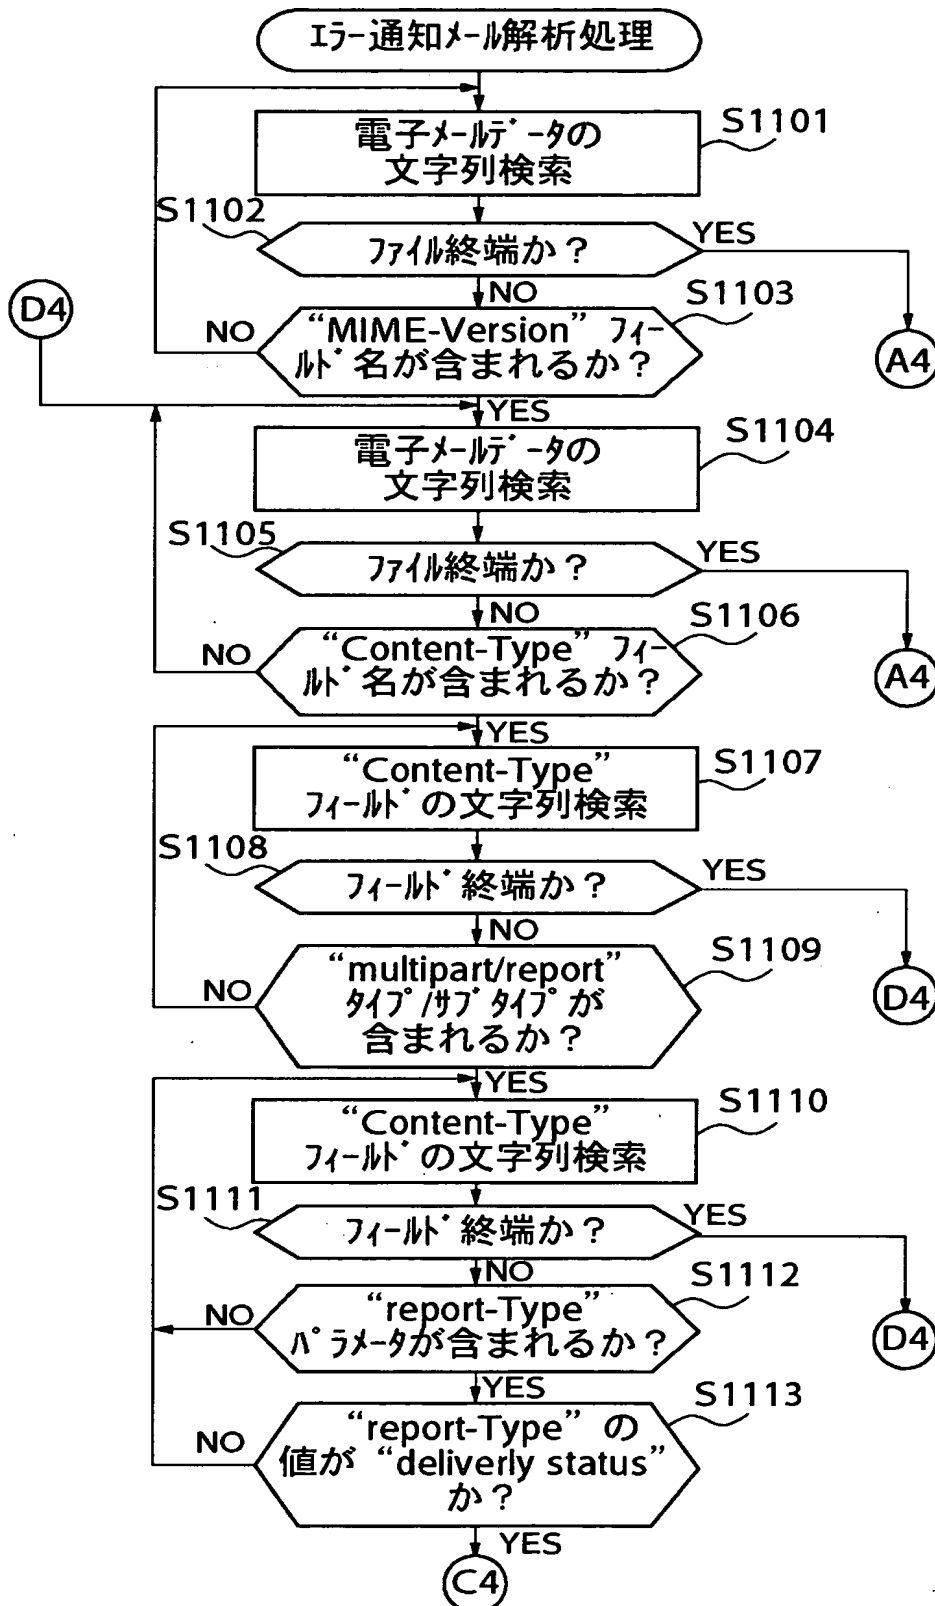 ｴﾗｰ通知ﾒｰﾙ解析処理
電子ﾒｰﾙﾃﾞｰﾀの
文字列検索
S1101
S1102
ﾌｧｲﾙ終端か？
YES
NO
S1103
D4
NO
“MIME-Version” ﾌｨｰ
ﾙﾄﾞ名が含まれるか？
A4
YES
電子ﾒｰﾙﾃﾞｰﾀの
文字列検索
S1104
S1105
ﾌｧｲﾙ終端か？
YES
NO
S1106
NO
“Content-Type” ﾌｨｰ
ﾙﾄﾞ名が含まれるか？
A4
YES
“Content-Type”
ﾌｨｰﾙﾄﾞの文字列検索
S1107
S1108
ﾌｨｰﾙﾄﾞ終端か？
YES
NO
S1109
NO
“multipart/report”
ﾀｲﾌﾟ/ｻﾌﾞﾀｲﾌﾟが
含まれるか？
D4
YES
“Content-Type”
ﾌｨｰﾙﾄﾞの文字列検索
S1110
S1111
ﾌｨｰﾙﾄﾞ終端か？
YES
NO
S1112
NO
“report-Type”
ﾊﾟﾗﾒｰﾀが含まれるか？
D4
YES
S1113
NO
“report-Type” の
値が “deliverly status”
か？
YES
C4